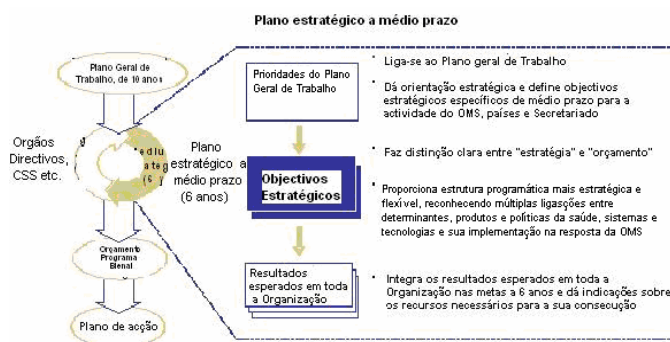 Plano estratégico a médio prazo
Plano Geral de
Trabalho, de 10 anos
Orgãos
Directivos,
CSS etc.
Plano
estratégico a
médio prazo
(6 anos)
Orçamento
Programa
Bienal
Plano de acção
Prioridades do Plano
Geral de Trabalho
Objectivos
Estratégicos
Resultados
esperados em toda
a Organização
• Liga-se ao Plano geral de Trabalho
• Dá orientação estratégica e define objectivos
estratégicos específicos de médio prazo para a
actividade do OMS, países e Secretariado
• Faz distinção clara entre "estratégia" e "orçamento"
• Proporciona estrutura programática mais estratégica e
flexível, reconhecendo múltiplas ligasções entre
determinantes, produtos e políticas da saúde, sistemas e
tecnologias e sua implementação na resposta da OMS
• Integra os resultados esperados em toda a
Organização nas metas a 6 anos e dá indicações sobre
os recursos necessários para a sua consecução